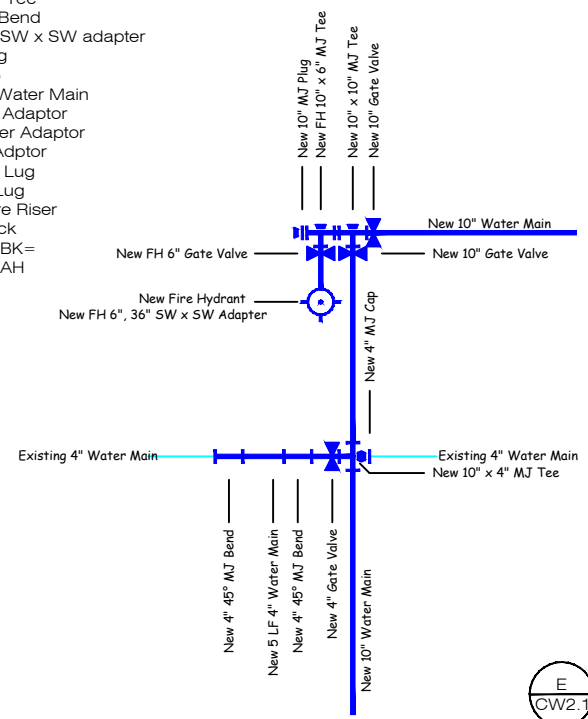 Tee
Bend
SW x SW adapter
Water Main
Adaptor
er Adaptor
Adptor
Lug
ug
e Riser
ck
BK=
AH
New 10" MJ Plug
New FH 10" x 6" MJ Tee
New 10" x 10" MJ Tee
New 10" Gate Valve
New 10" Water Main
New FH 6" Gate Valve
New 10" Gate Valve
New Fire Hydrant
New FH 6", 36" SW x SW Adapter
New 4" MJ Cap
Existing 4" Water Main
Existing 4" Water Main
New 10" x 4" MJ Tee
New 4" 45° MJ Bend
New 5 LF 4" Water Main
New 4" 45° MJ Bend
New 4" Gate Valve
New 10" Water Main
E
CW2.1